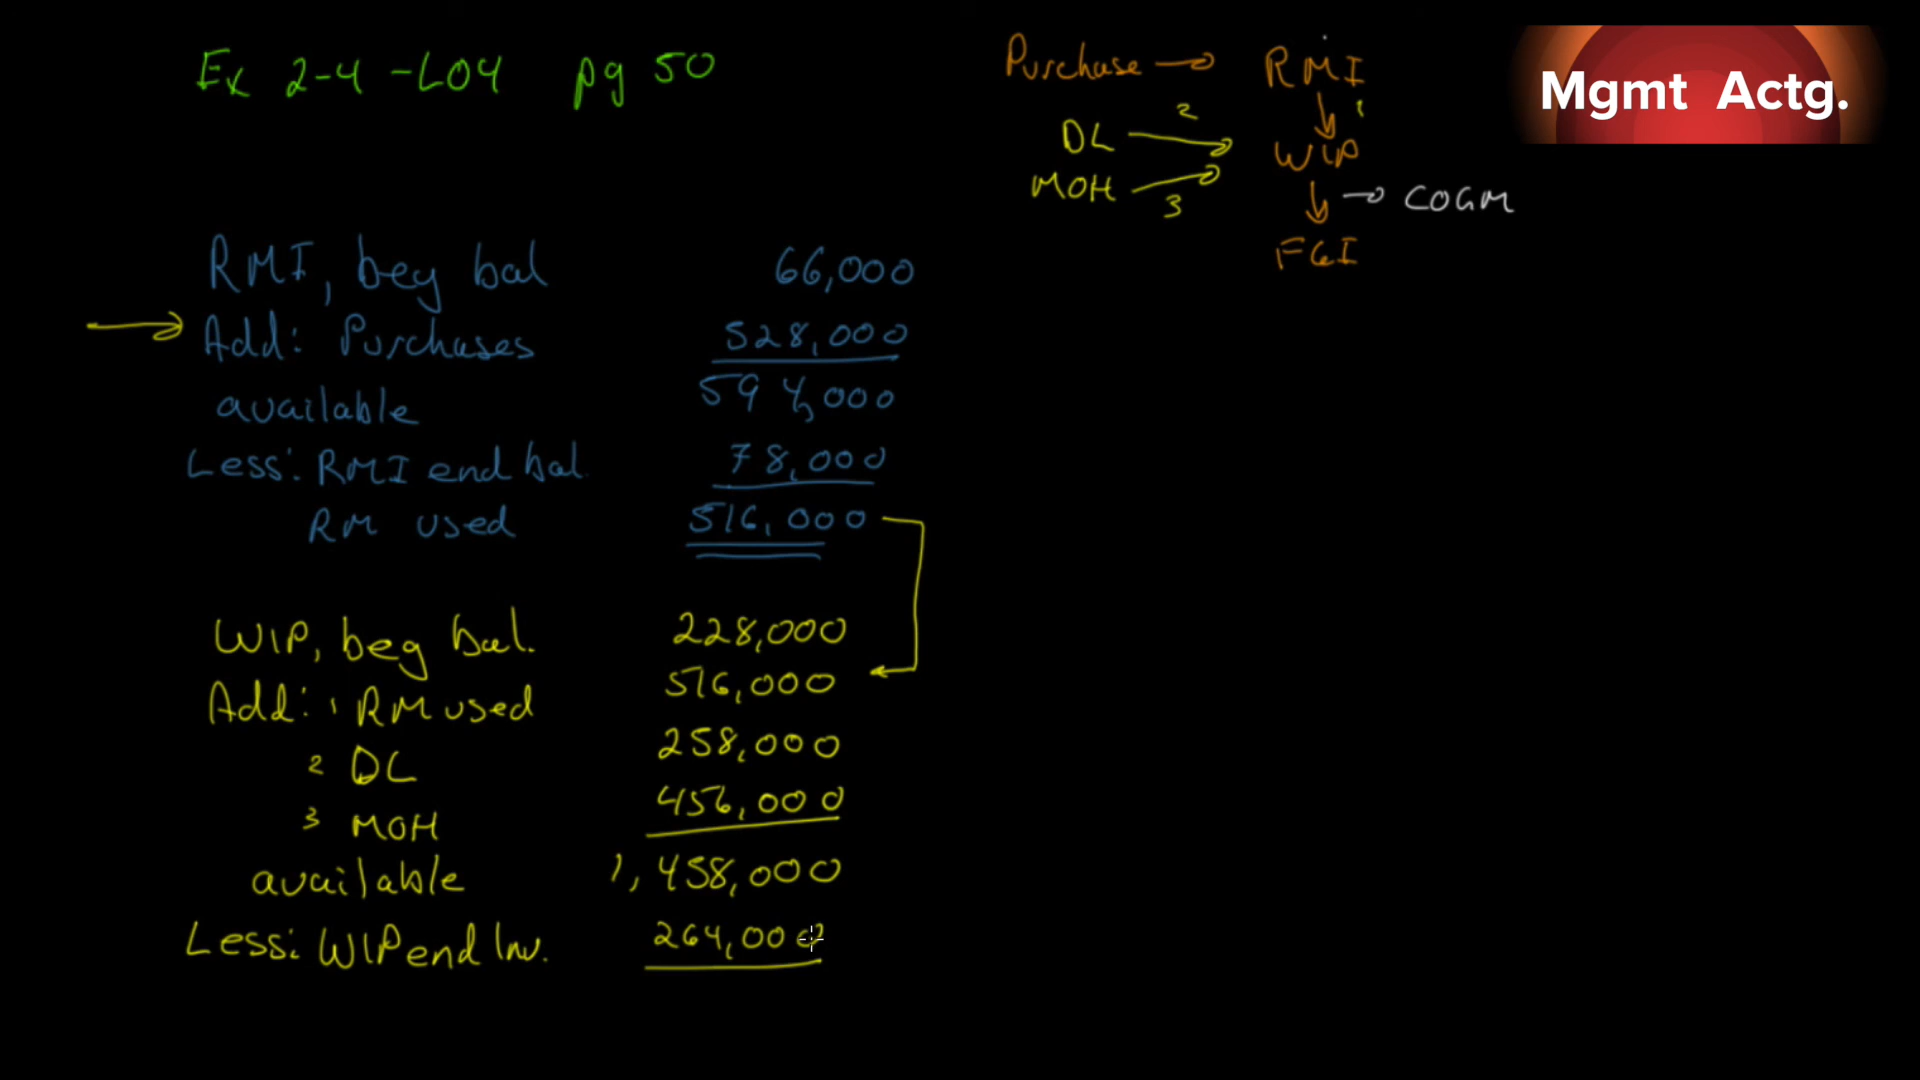 Ex 2-4 -LO4 pg 50
Mgmt Actg.
Purchase RMI
1
2
DL
WIP
MOH
3
COGM
FGI
RMI, beg bal 66,000
Add: Purchases 528,000
available 594,000
Less: RMI end bal. 78,000
RM used 516,000
WIP, beg bal. 228,000
Add: 1 RM used 516,000
2 DL 258,000
3 MOH 456,000
available 1,458,000
Less: WIP end Inv. 264,000